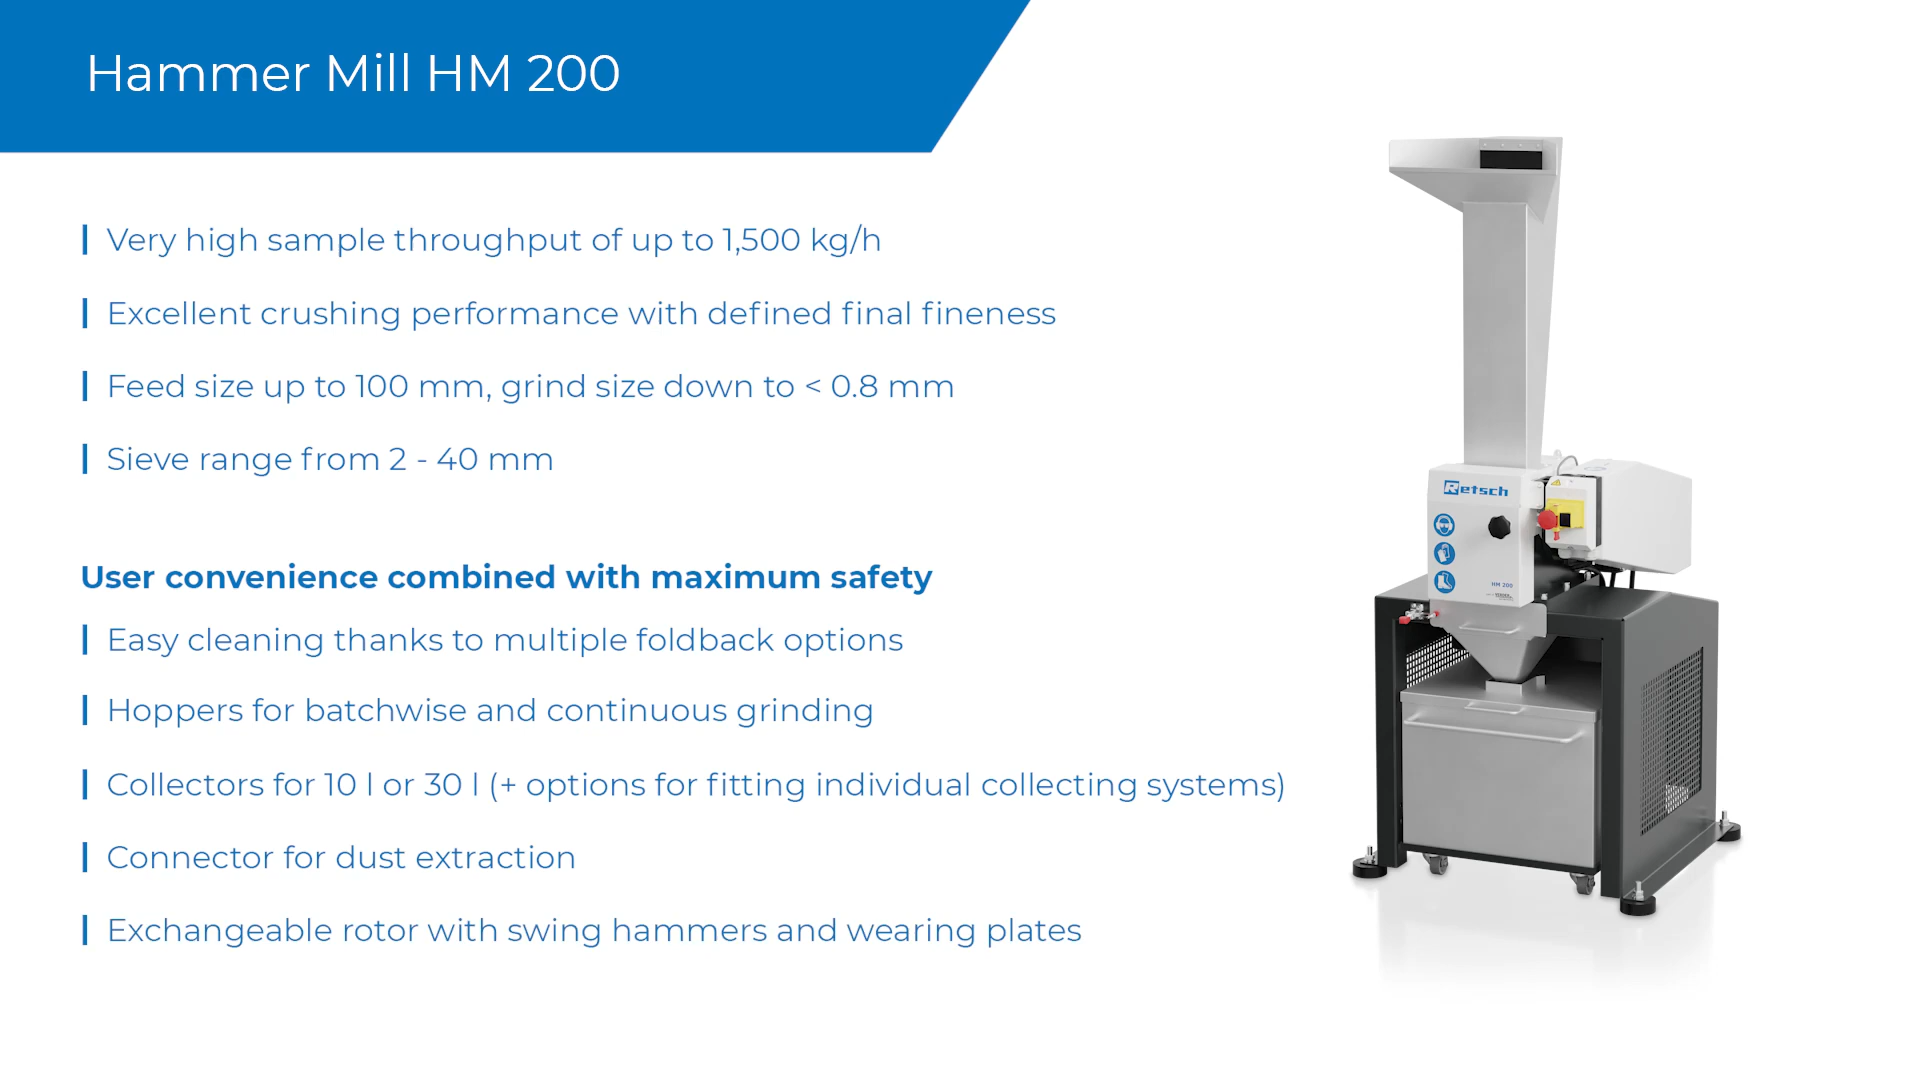 Hammer Mill HM 200
Very high sample throughput of up to 1,500 kg/h
Excellent crushing performance with defined final fineness
Feed size up to 100 mm, grind size down to < 0.8 mm
Sieve range from 2 - 40 mm
User convenience combined with maximum safety
Easy cleaning thanks to multiple foldback options
Hoppers for batchwise and continuous grinding
Collectors for 10 l or 30 l (+ options for fitting individual collecting systems)
Connector for dust extraction
Exchangeable rotor with swing hammers and wearing plates
Retsch
HM 200